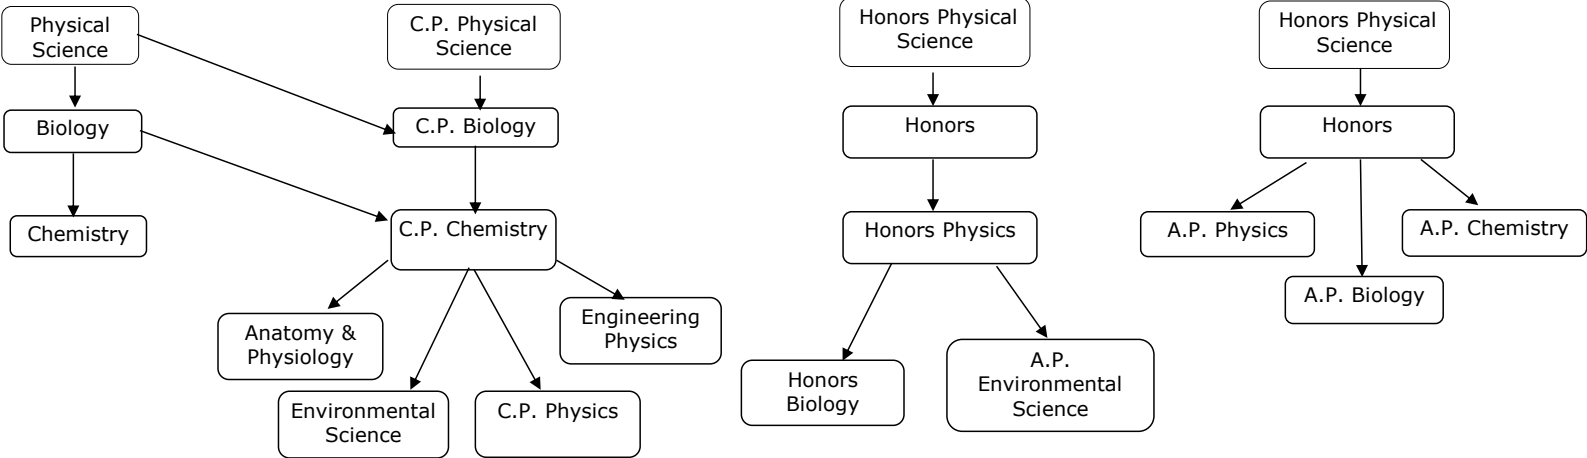 Physical
Science
C.P. Physical
Science
Honors Physical
Science
Honors Physical
Science
Biology
C.P. Biology
Honors
Honors
Chemistry
C.P. Chemistry
Honors Physics
A.P. Physics
A.P. Chemistry
A.P. Biology
Anatomy &
Physiology
Engineering
Physics
Environmental
Science
C.P. Physics
Honors
Biology
A.P.
Environmental
Science